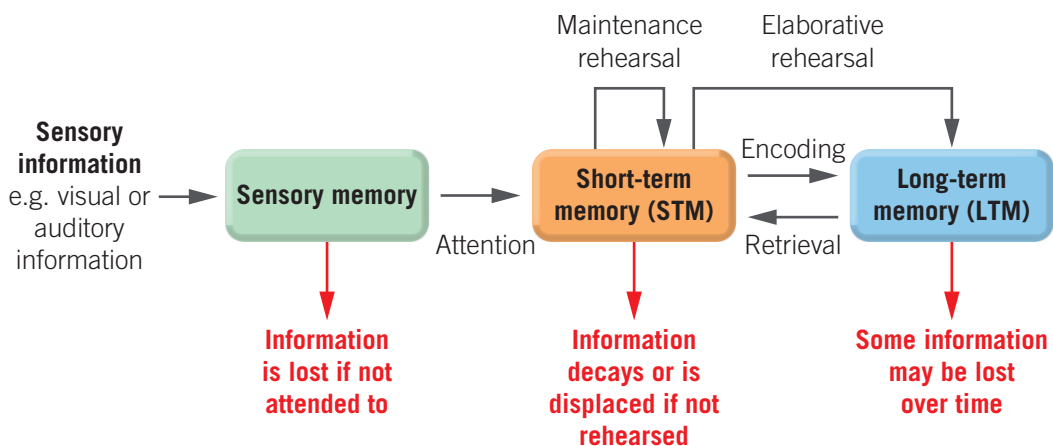 Maintenance
rehearsal
Elaborative
rehearsal
Sensory
information
e.g. visual or
auditory
information
Sensory memory
Attention
Short-term
memory (STM)
Encoding
Retrieval
Long-term
memory (LTM)
Information
is lost if not
attended to
Information
decays or is
displaced if not
rehearsed
Some information
may be lost
over time